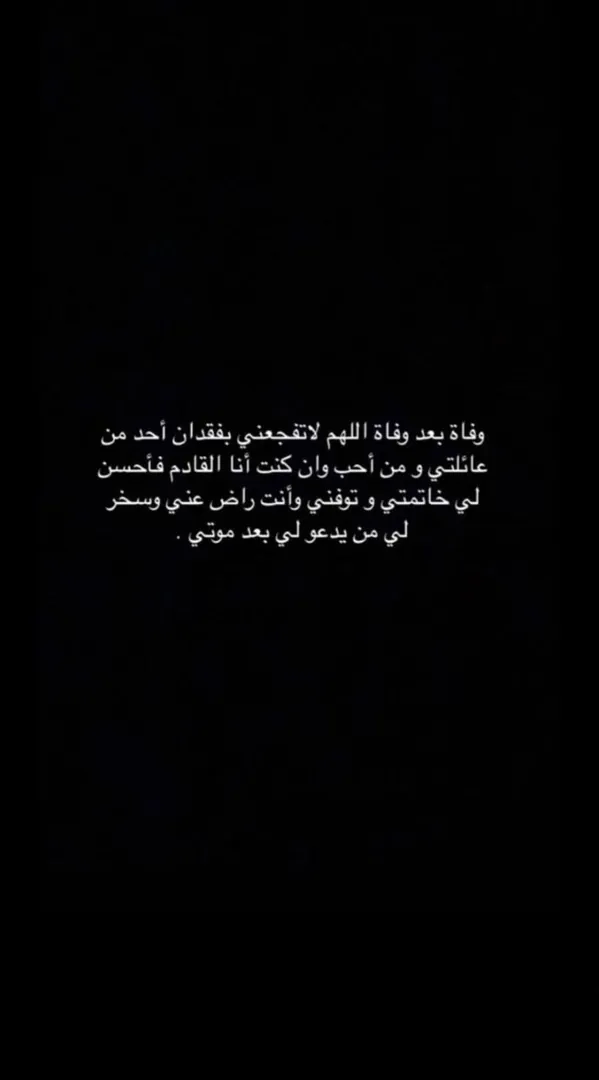 وفاة بعد وفاة اللهم لاتفجعني بفقدان أحد من
عائلتي و من أحب وان كنت أنا القادم فأحسن
لي خاتمتي و توفني وأنت راض عني وسخر
لي من يدعو لي بعد موتي .